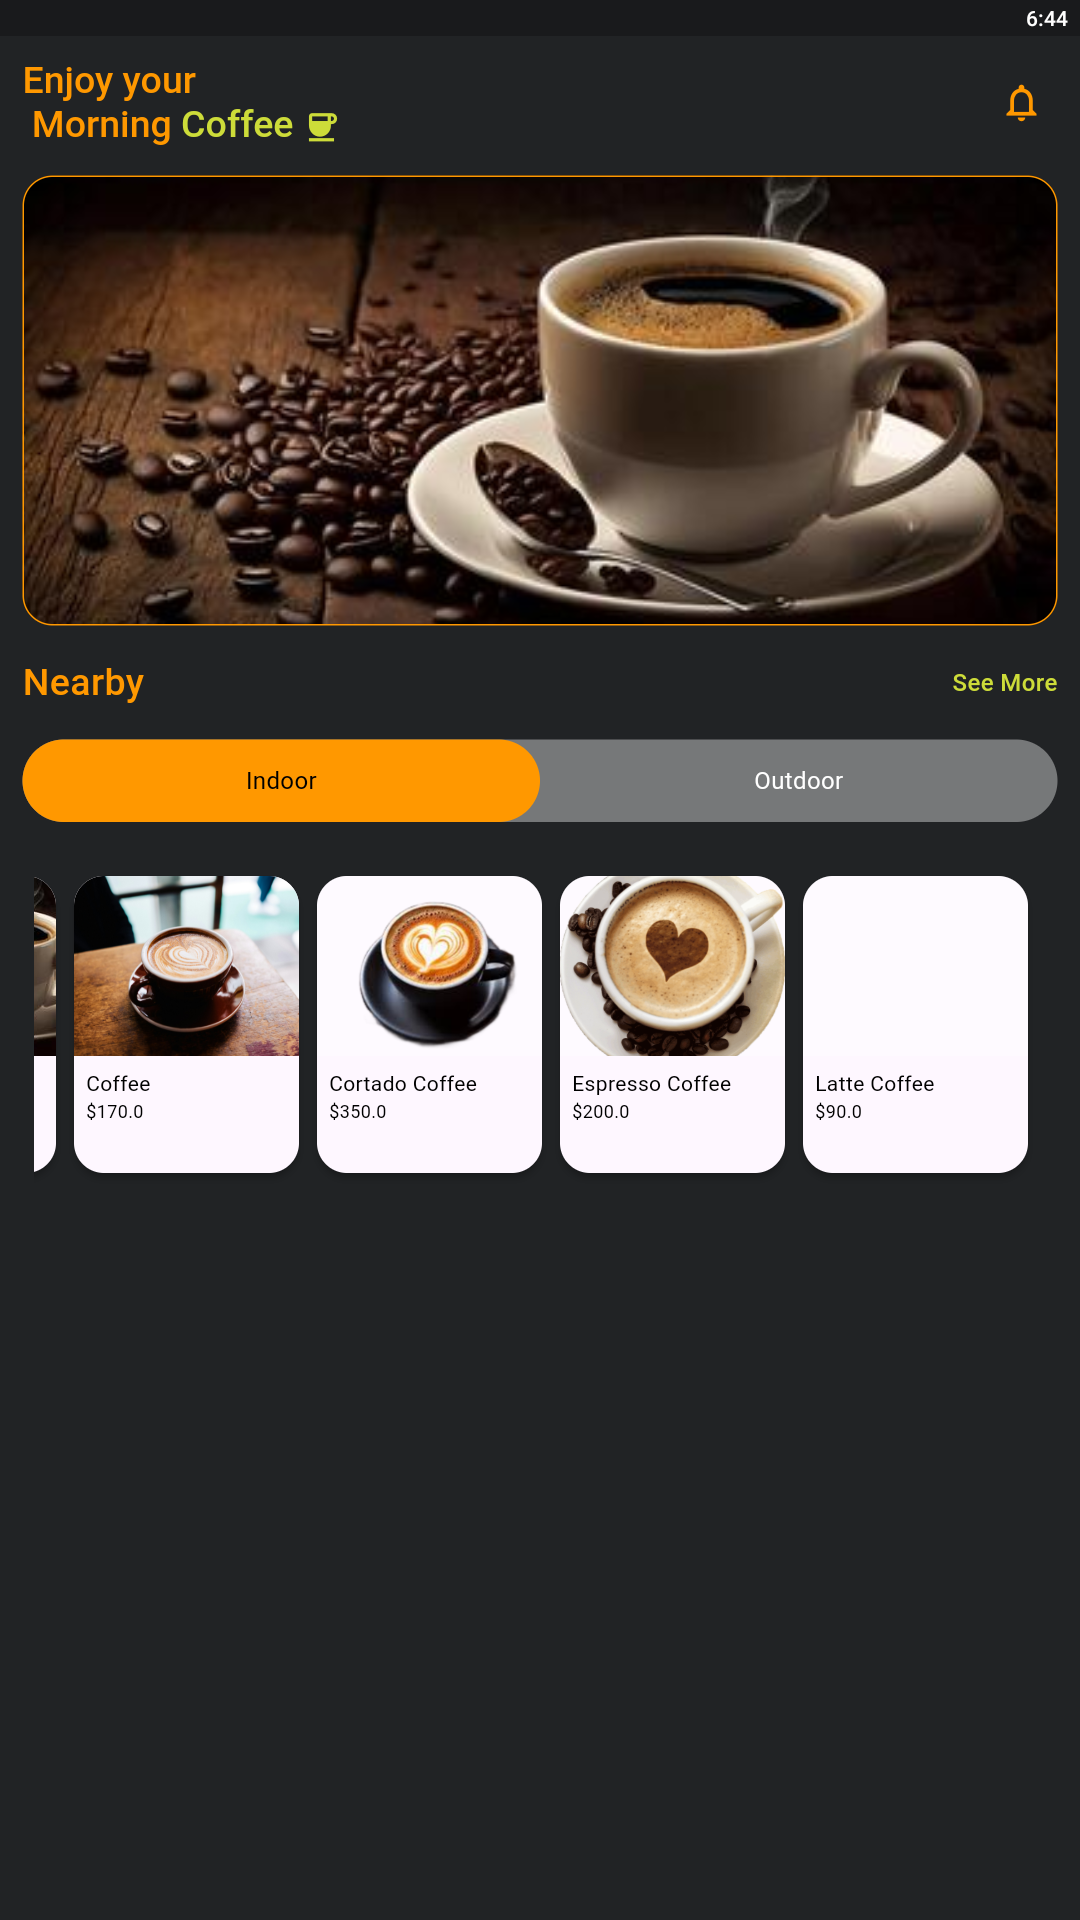 6:44
Enjoy your
Morning Coffee
Nearby
See More
Indoor
Outdoor
Coffee
$170.0
Cortado Coffee
$350.0
Espresso Coffee
$200.0
Latte Coffee
$90.0